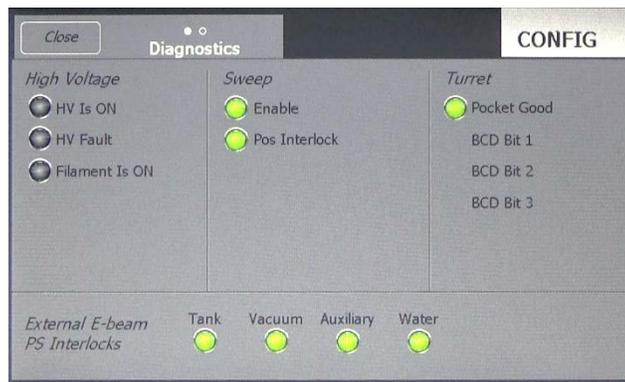 Close
Diagnostics
CONFIG
High Voltage
HV Is ON
HV Fault
Filament Is ON
Sweep
Enable
Pos Interlock
Turret
Pocket Good
BCD Bit 1
BCD Bit 2
BCD Bit 3
External E-beam
PS Interlocks
Tank
Vacuum
Auxiliary
Water